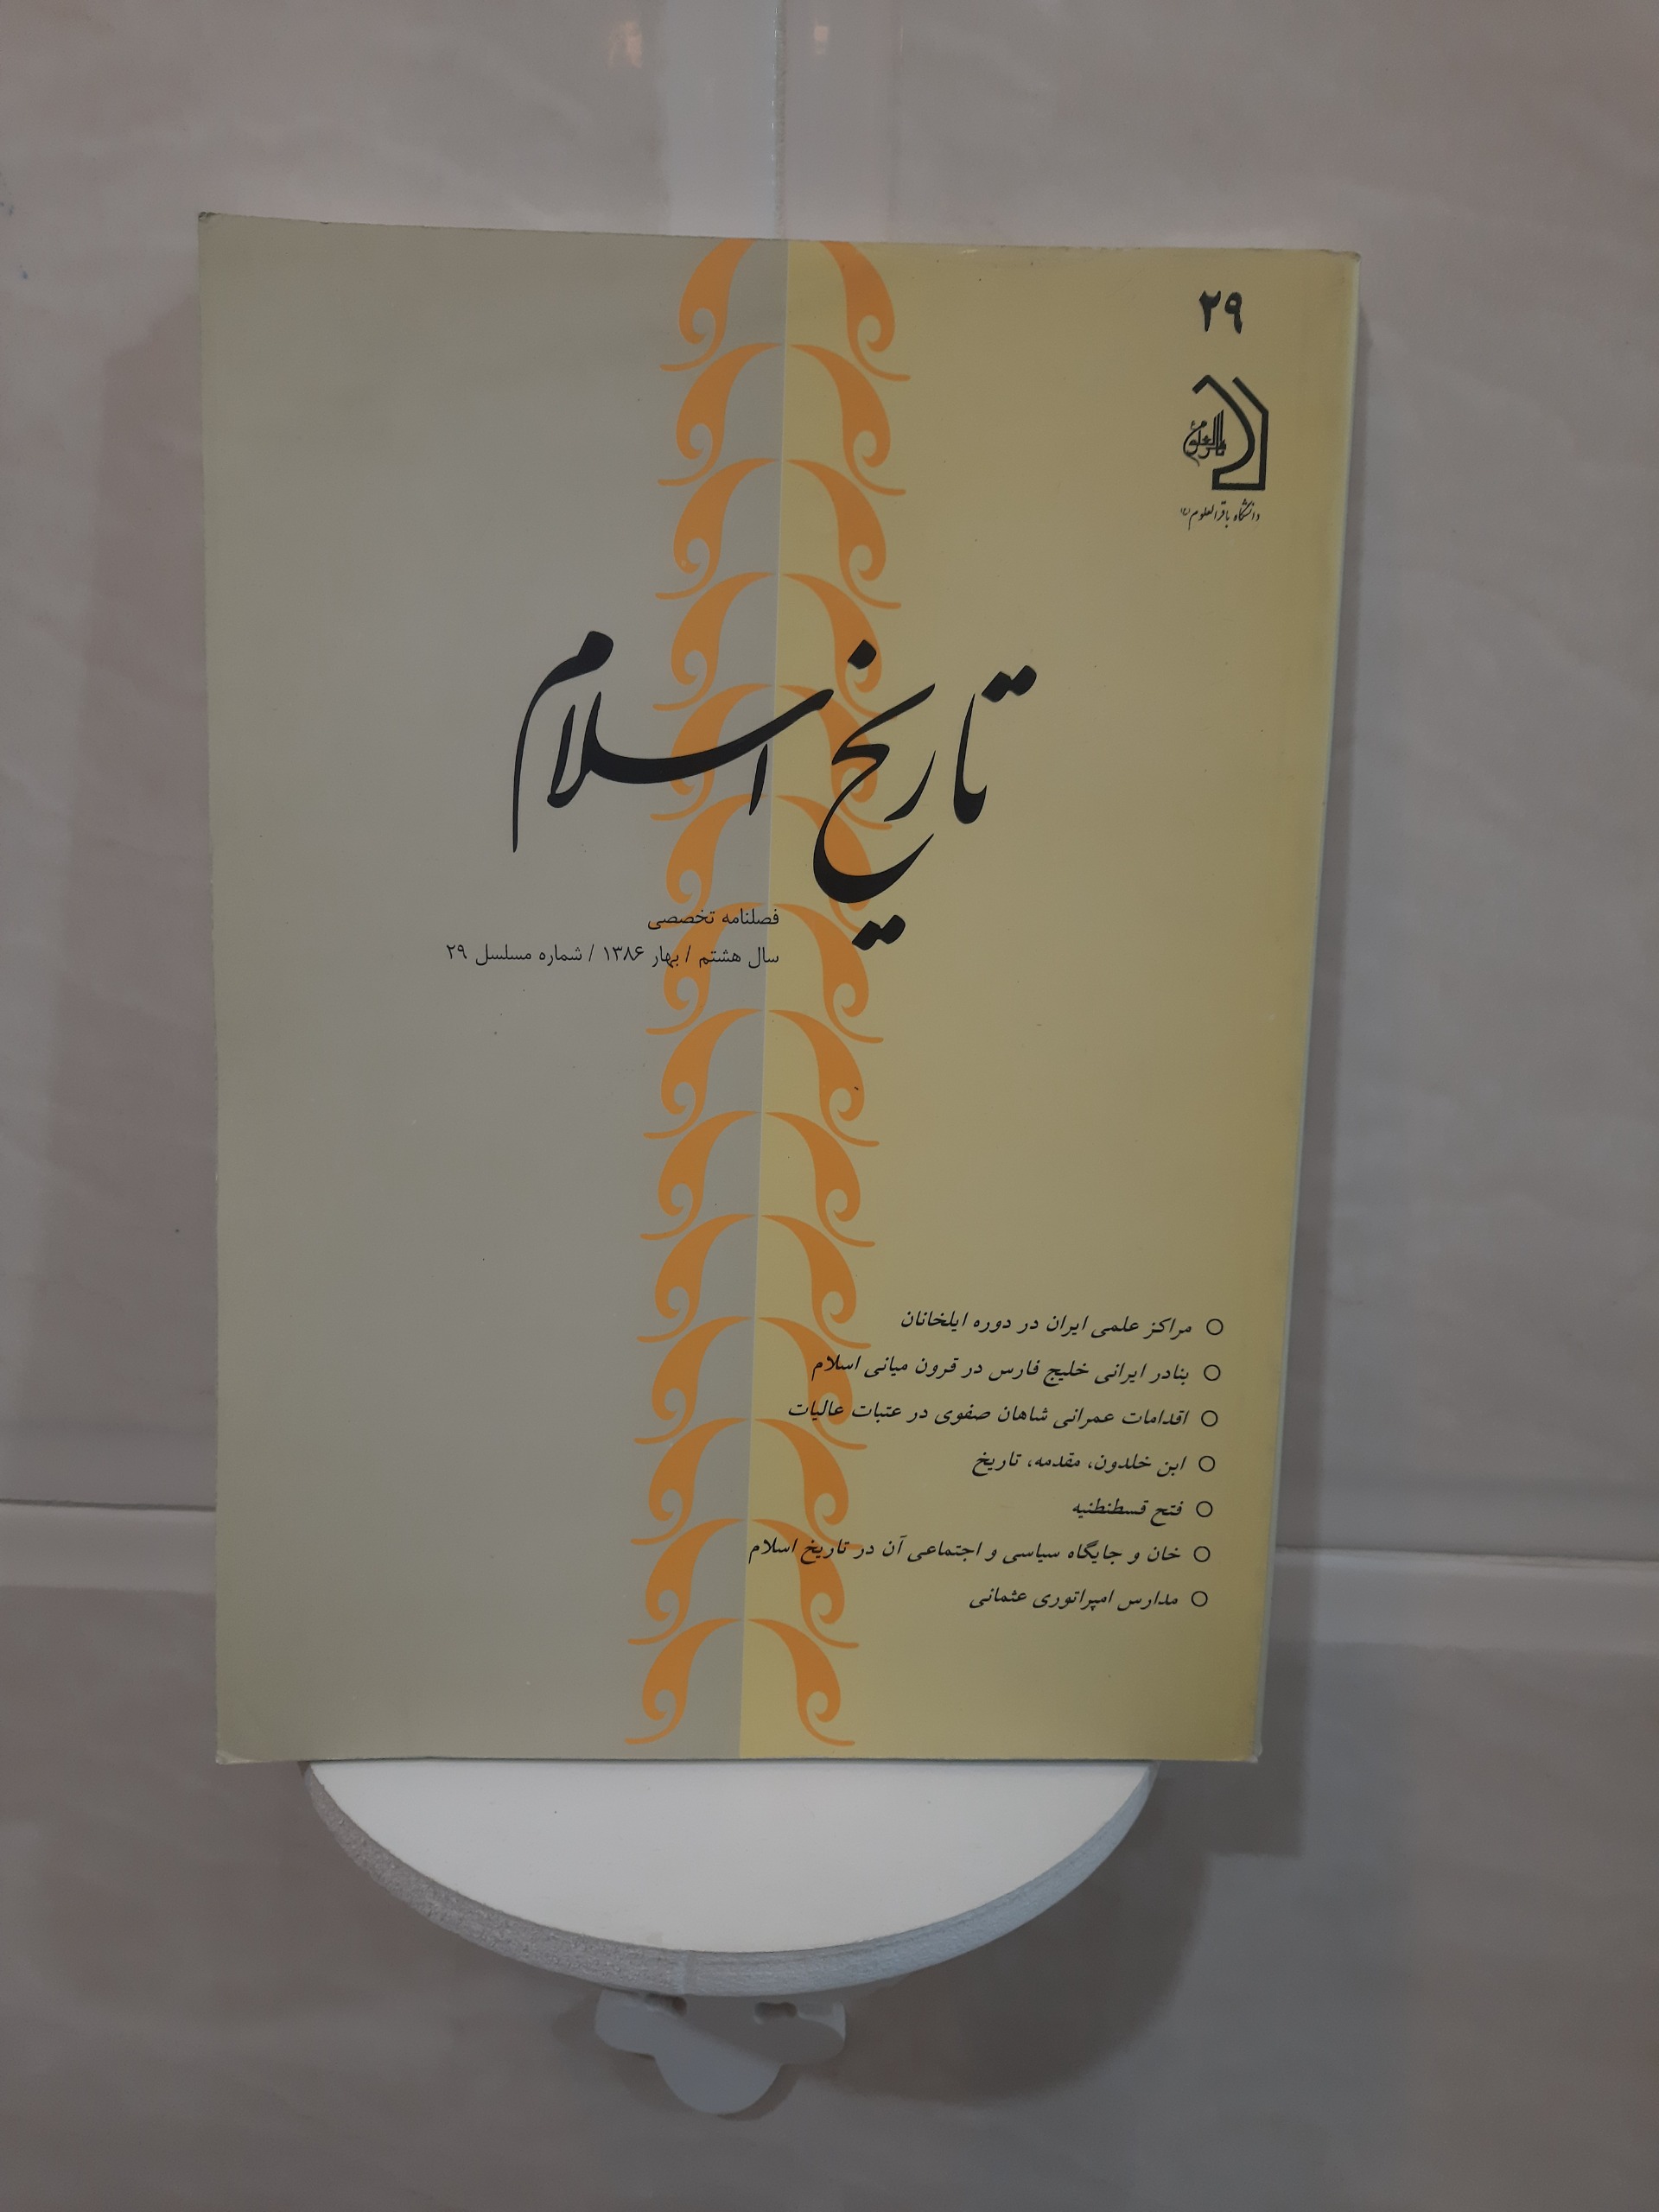 ۲۹
باقرالعلوم
دانشگاه باقرالعلوم (ع)
تاریخ اسلام
فصلنامه تخصصی
سال هشتم / بهار ۱۳۸۶ / شماره مسلسل ۲۹
مراکز علمی ایران در دوره ایلخانان
بنادر ایرانی خلیج فارس در قرون میانی اسلام
اقدامات عمرانی شاهان صفوی در عتبات عالیات
ابن خلدون، مقدمه، تاریخ
فتح قسطنطنیه
خان و جایگاه سیاسی و اجتماعی آن در تاریخ اسلام
مدارس امپراتوری عثمانی